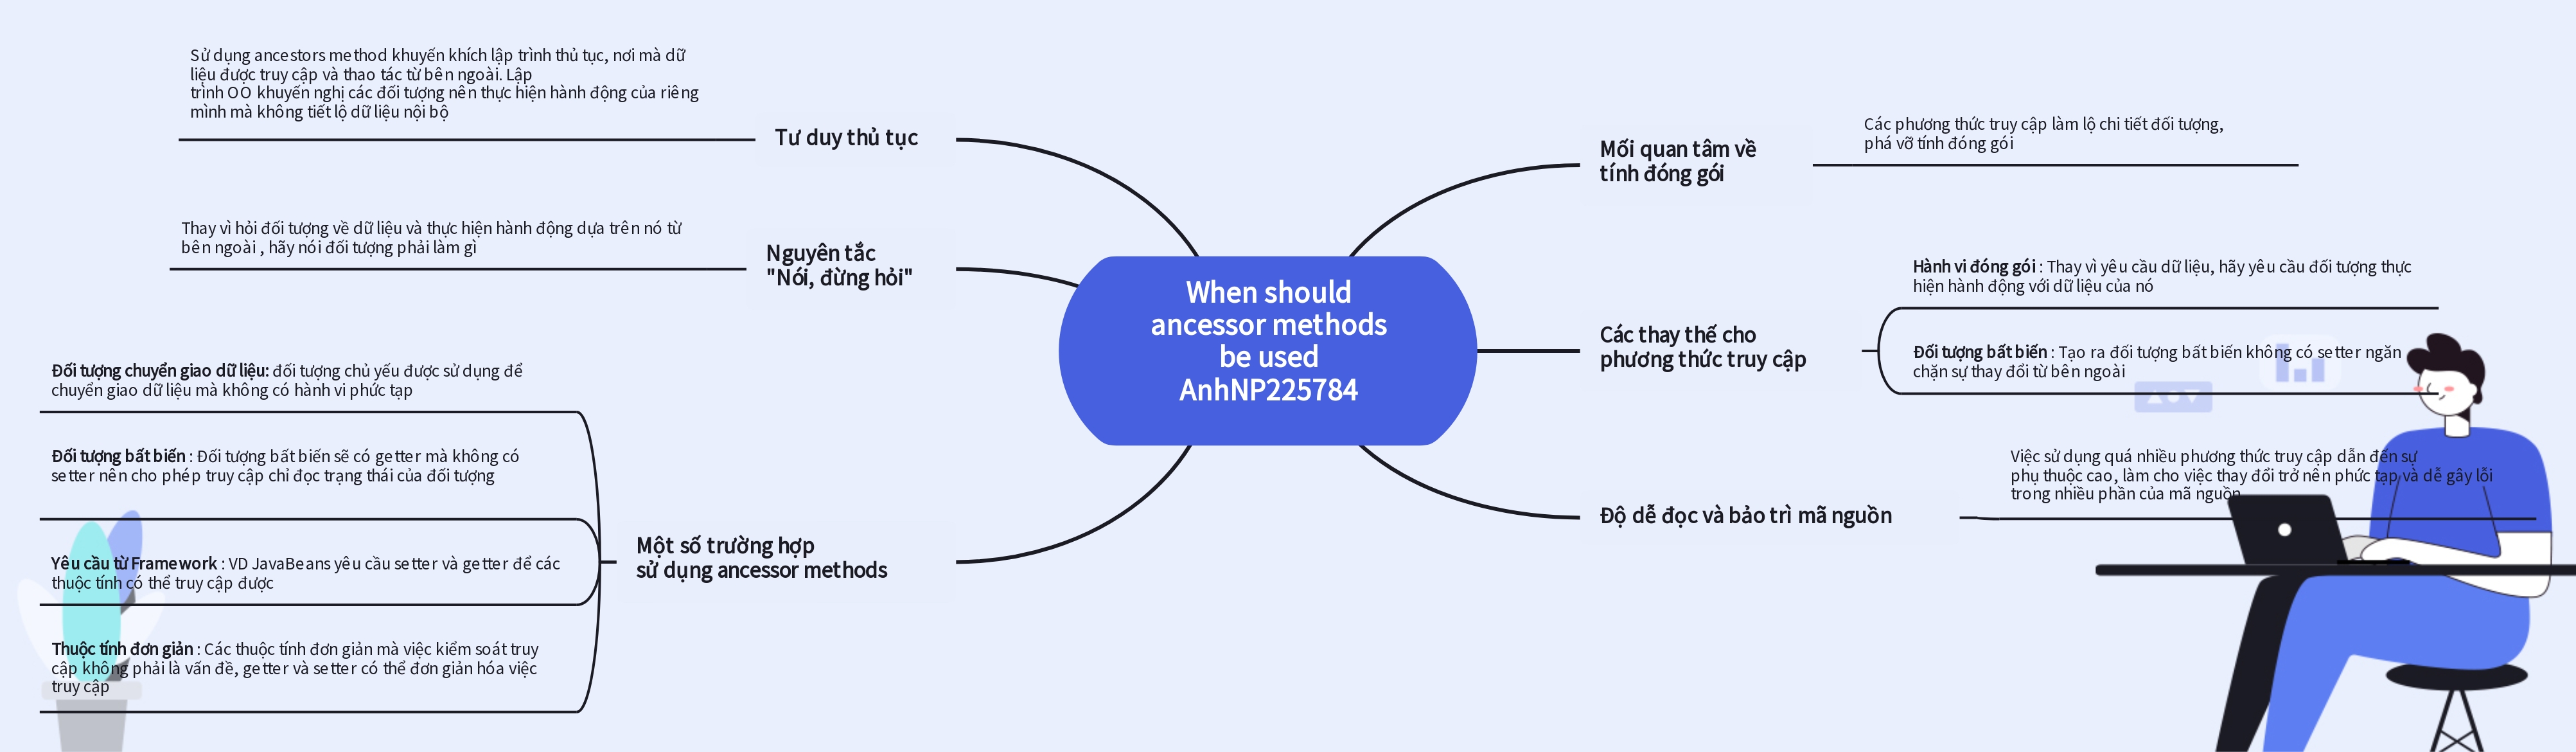 When should
ancessor methods
be used
AnhNP225784
Mối quan tâm về
tính đóng gói
Các phương thức truy cập làm lộ chi tiết đối tượng,
phá vỡ tính đóng gói
Các thay thế cho
phương thức truy cập
Hành vi đóng gói : Thay vì yêu cầu dữ liệu, hãy yêu cầu đối tượng thực
hiện hành động với dữ liệu của nó
Đối tượng bất biến : Tạo ra đối tượng bất biến không có setter ngăn
chặn sự thay đổi từ bên ngoài
Độ dễ đọc và bảo trì mã nguồn
Việc sử dụng quá nhiều phương thức truy cập dẫn đến sự
phụ thuộc cao, làm cho việc thay đổi trở nên phức tạp và dễ gây lỗi
trong nhiều phần của mã nguồn
Tư duy thủ tục
Sử dụng ancestors method khuyến khích lập trình thủ tục, nơi mà dữ
liệu được truy cập và thao tác từ bên ngoài. Lập
trình OO khuyến nghị các đối tượng nên thực hiện hành động của riêng
mình mà không tiết lộ dữ liệu nội bộ
Nguyên tắc
"Nói, đừng hỏi"
Thay vì hỏi đối tượng về dữ liệu và thực hiện hành động dựa trên nó từ
bên ngoài , hãy nói đối tượng phải làm gì
Một số trường hợp
sử dụng ancessor methods
Đối tượng chuyển giao dữ liệu: đối tượng chủ yếu được sử dụng để
chuyển giao dữ liệu mà không có hành vi phức tạp
Đối tượng bất biến : Đối tượng bất biến sẽ có getter mà không có
setter nên cho phép truy cập chỉ đọc trạng thái của đối tượng
Yêu cầu từ Framework : VD JavaBeans yêu cầu setter và getter để các
thuộc tính có thể truy cập được
Thuộc tính đơn giản : Các thuộc tính đơn giản mà việc kiểm soát truy
cập không phải là vấn đề, getter và setter có thể đơn giản hóa việc
truy cập